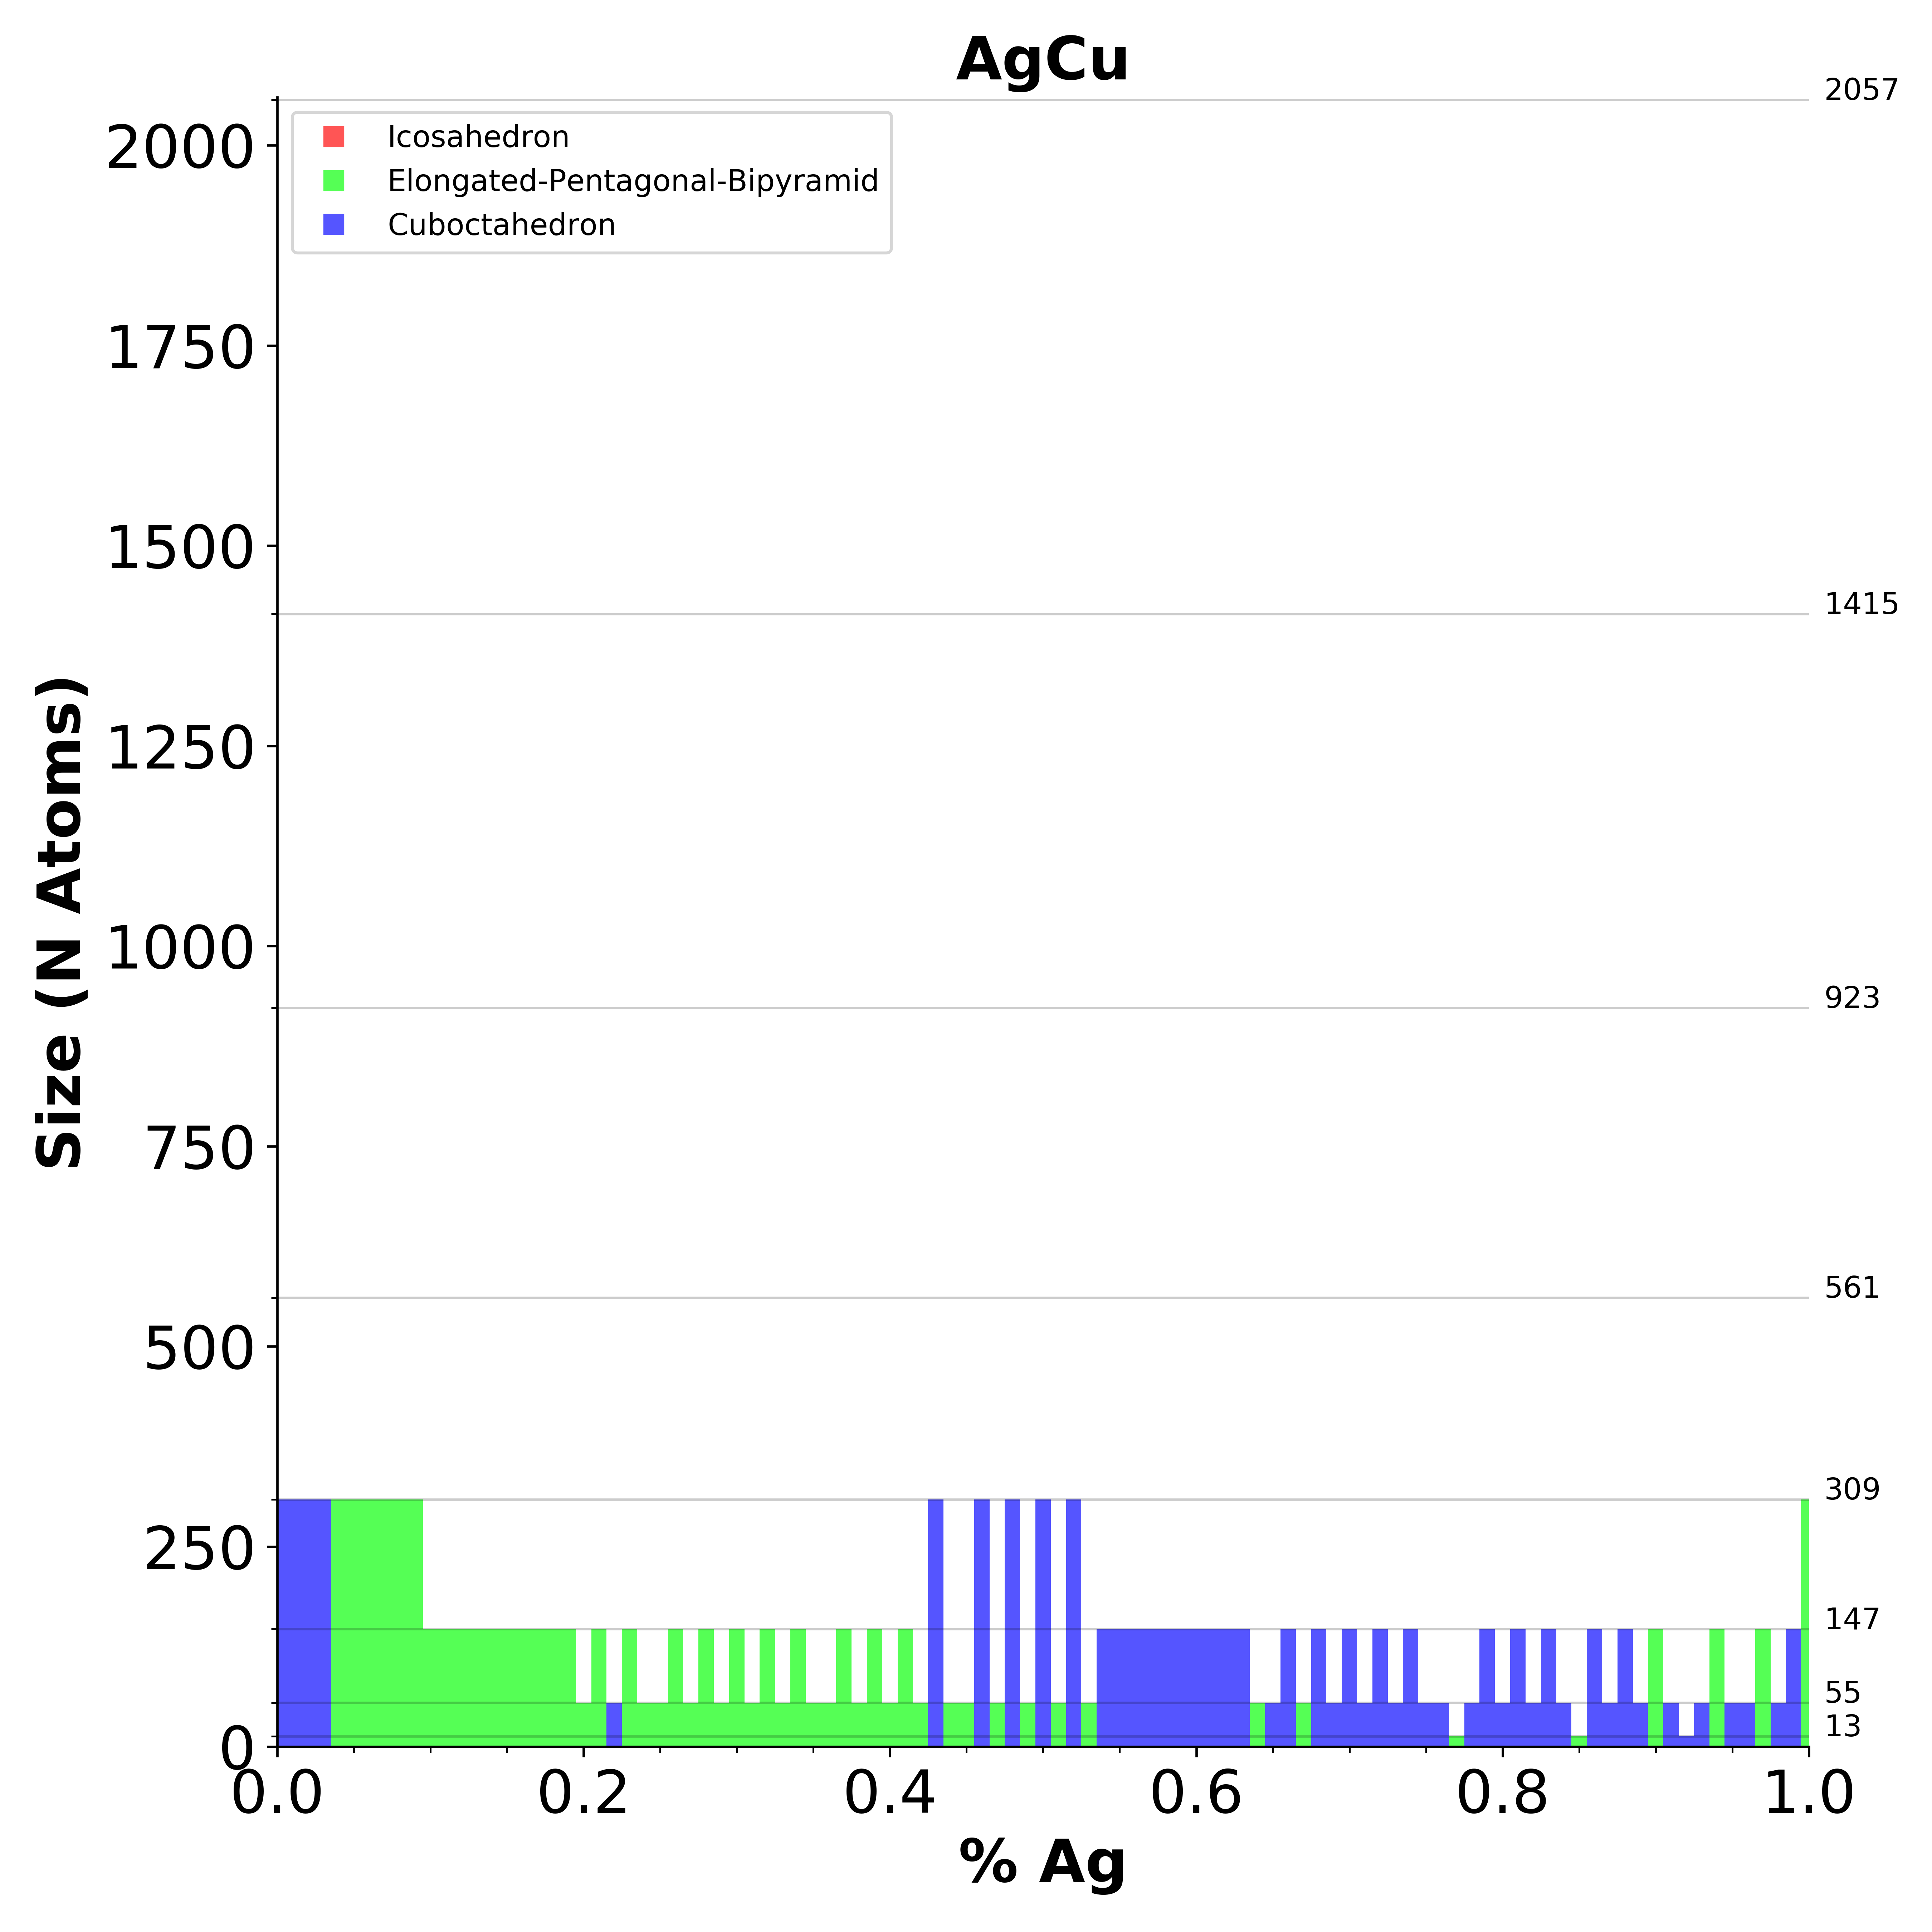 AgCu
Icosahedron
Elongated-Pentagonal-Bipyramid
Cuboctahedron
Size (N Atoms)
2000
1750
1500
1250
1000
750
500
250
0
2057
1415
923
561
309
147
55
13
0.0 0.2 0.4 0.6 0.8 1.0
% Ag